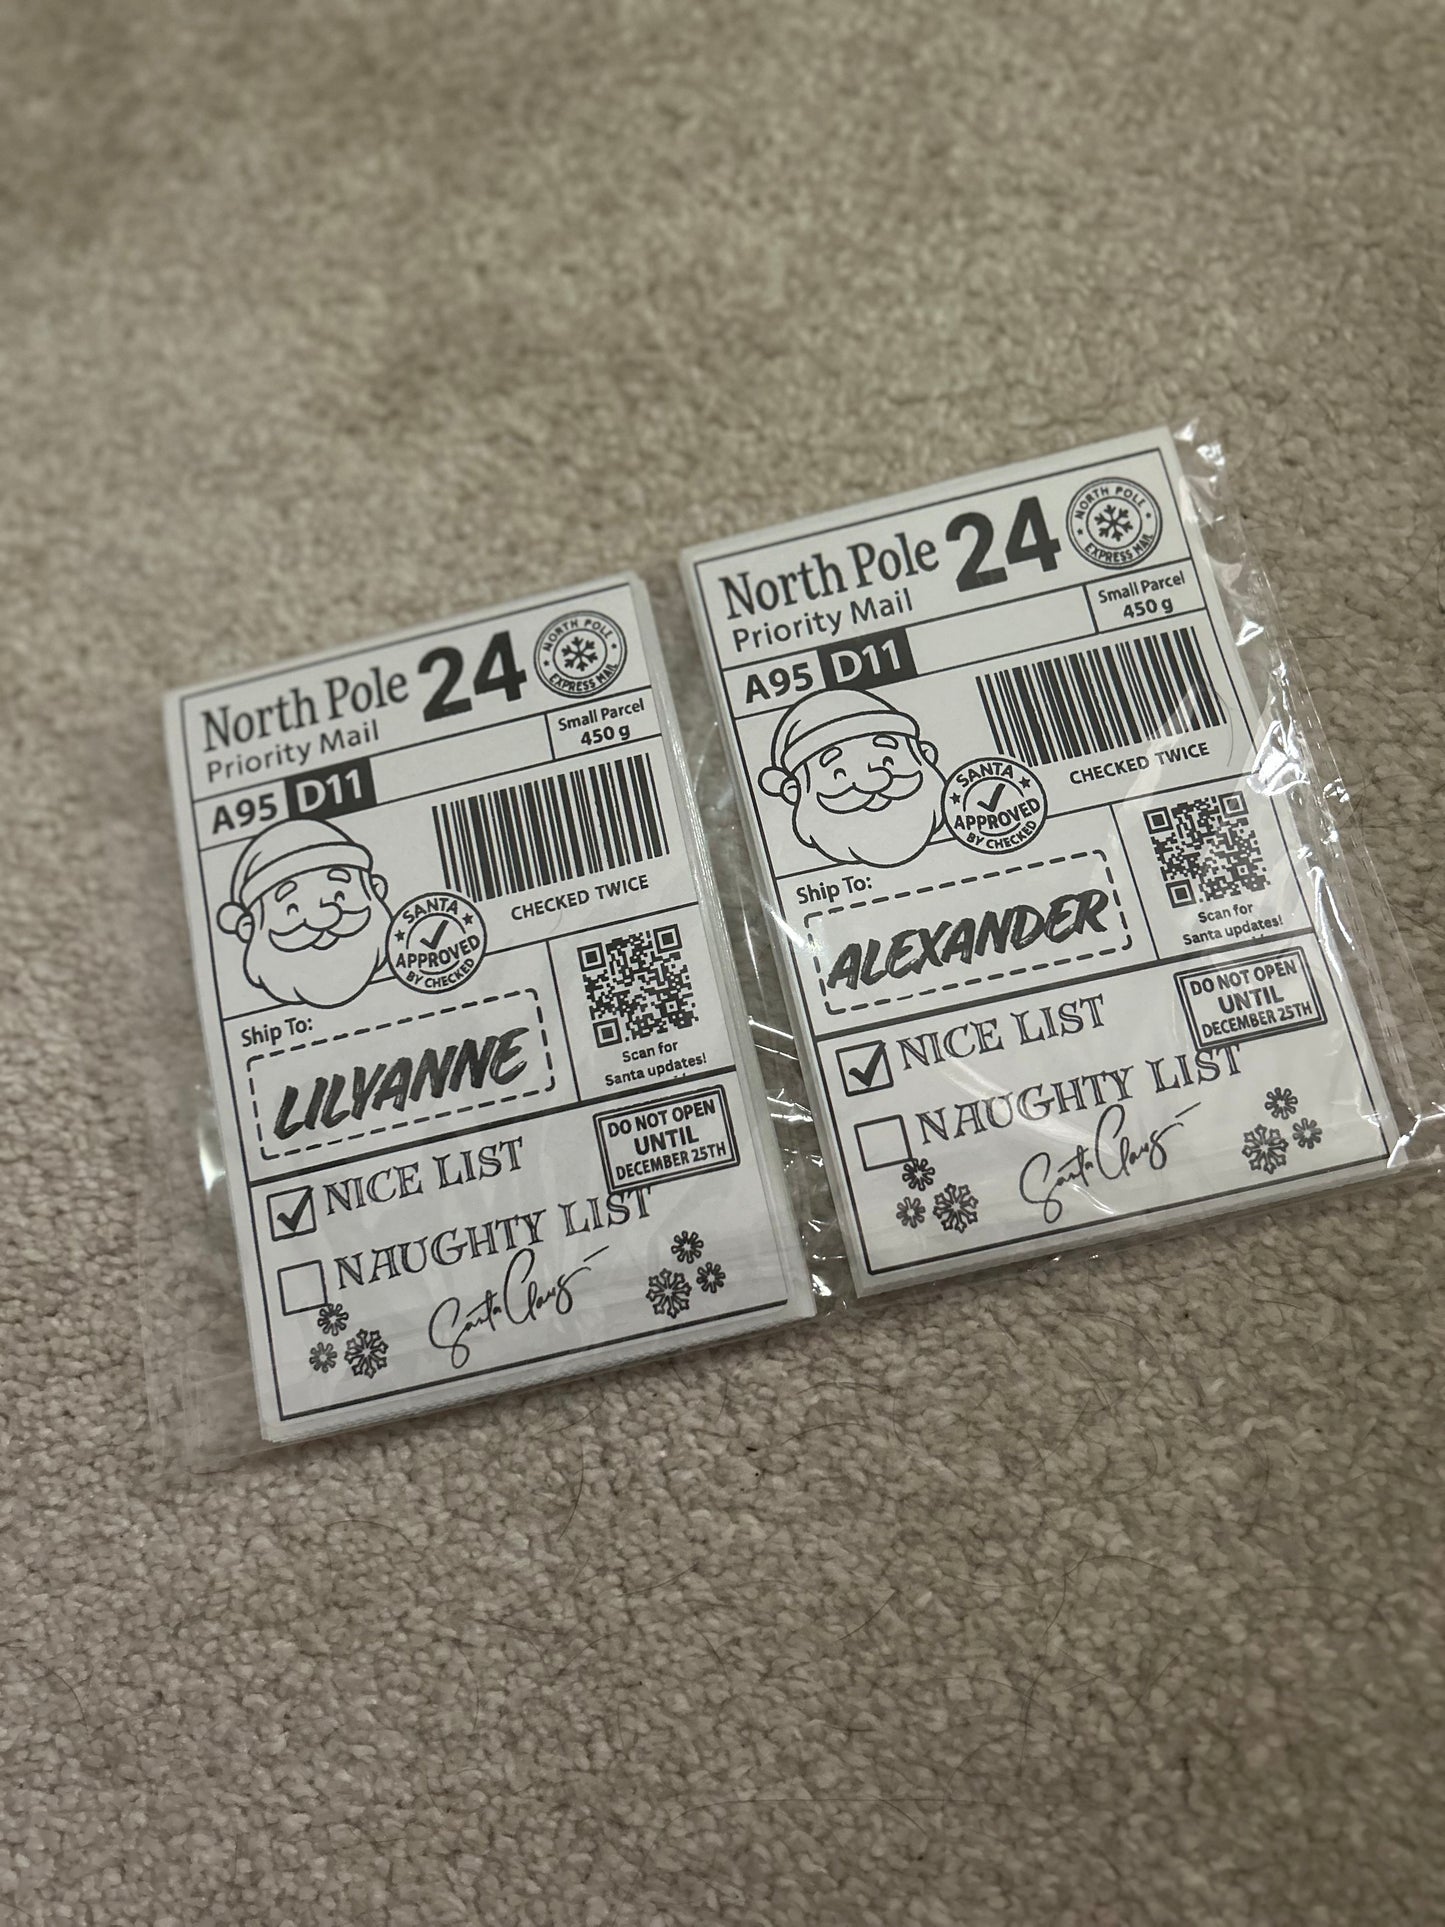 North Pole 24
Priority Mail
NORTH POLE
EXPRESS MAIL
Small Parcel
450 g
A95 D11
CHECKED TWICE
SANTA
APPROVED
BY CHECKED
Ship To:
LILYANNE
Scan for
Santa updates!
DO NOT OPEN
UNTIL
DECEMBER 25TH
NICE LIST
NAUGHTY LIST
Santa Claus
North Pole 24
Priority Mail
NORTH POLE
EXPRESS MAIL
Small Parcel
450 g
A95 D11
CHECKED TWICE
SANTA
APPROVED
BY CHECKED
Ship To:
ALEXANDER
Scan for
Santa updates!
DO NOT OPEN
UNTIL
DECEMBER 25TH
NICE LIST
NAUGHTY LIST
Santa Claus